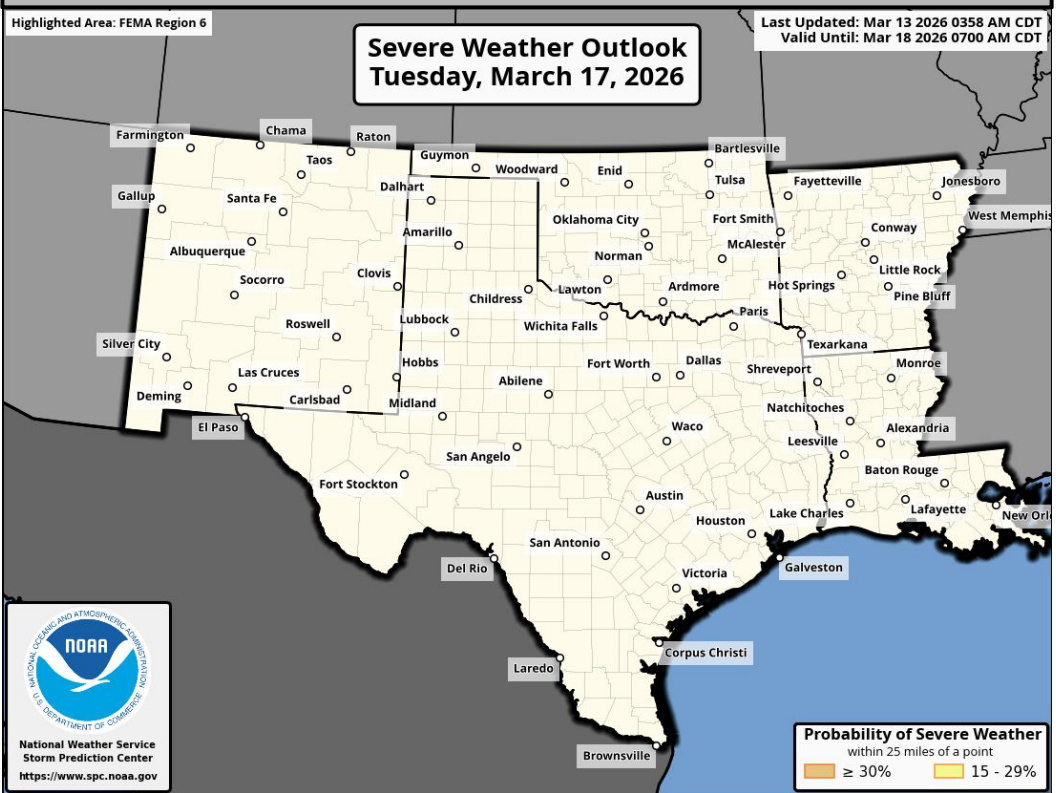 Highlighted Area: FEMA Region 6
Last Updated: Mar 13 2026 0358 AM CDT
Valid Until: Mar 18 2026 0700 AM CDT
Severe Weather Outlook
Tuesday, March 17, 2026
Farmington
Chama
Raton
Taos
Guymon
Woodward
Enid
Bartlesville
Tulsa
Fayetteville
Jonesboro
Gallup
Santa Fe
Dalhart
Oklahoma City
Fort Smith
West Memphis
Albuquerque
Amarillo
Norman
McAlester
Conway
Socorro
Clovis
Childress
Lawton
Ardmore
Hot Springs
Little Rock
Pine Bluff
Roswell
Lubbock
Wichita Falls
Paris
Texarkana
Silver City
Las Cruces
Hobbs
Fort Worth
Dallas
Shreveport
Monroe
Deming
Carlsbad
Midland
Abilene
Natchitoches
El Paso
Waco
Leesville
Alexandria
San Angelo
Fort Stockton
Baton Rouge
Austin
Houston
Lake Charles
Lafayette
New Orl
San Antonio
Del Rio
Victoria
Galveston
Laredo
Corpus Christi
Brownsville
NATIONAL OCEANIC AND ATMOSPHERIC ADMINISTRATION
NOAA
U.S. DEPARTMENT OF COMMERCE
National Weather Service
Storm Prediction Center
https://www.spc.noaa.gov
Probability of Severe Weather
within 25 miles of a point
≥ 30%
15 - 29%